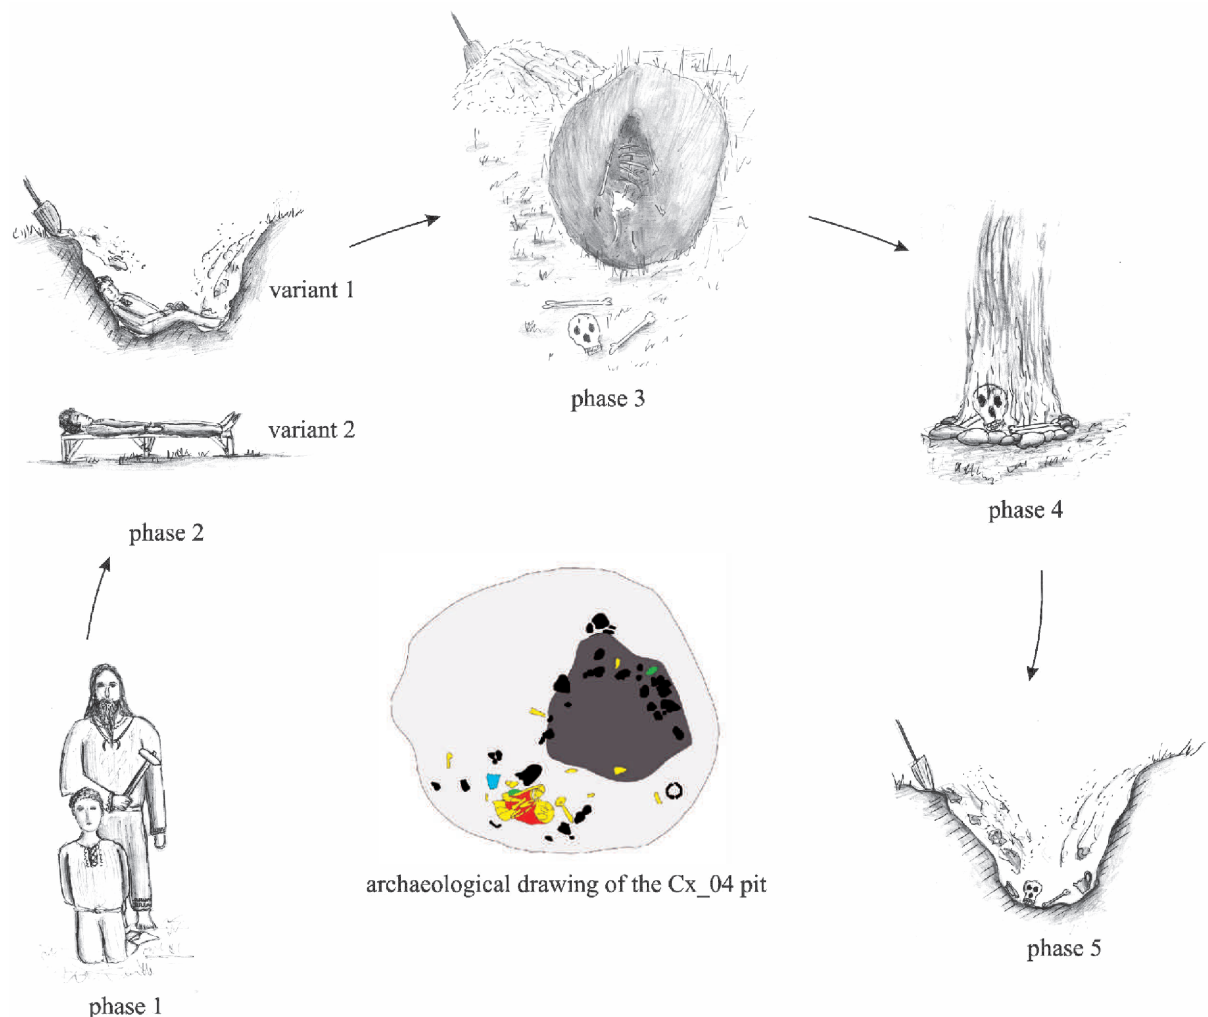 variant 1
variant 2
phase 3
phase 4
phase 2
archaeological drawing of the Cx_04 pit
phase 5
phase 1